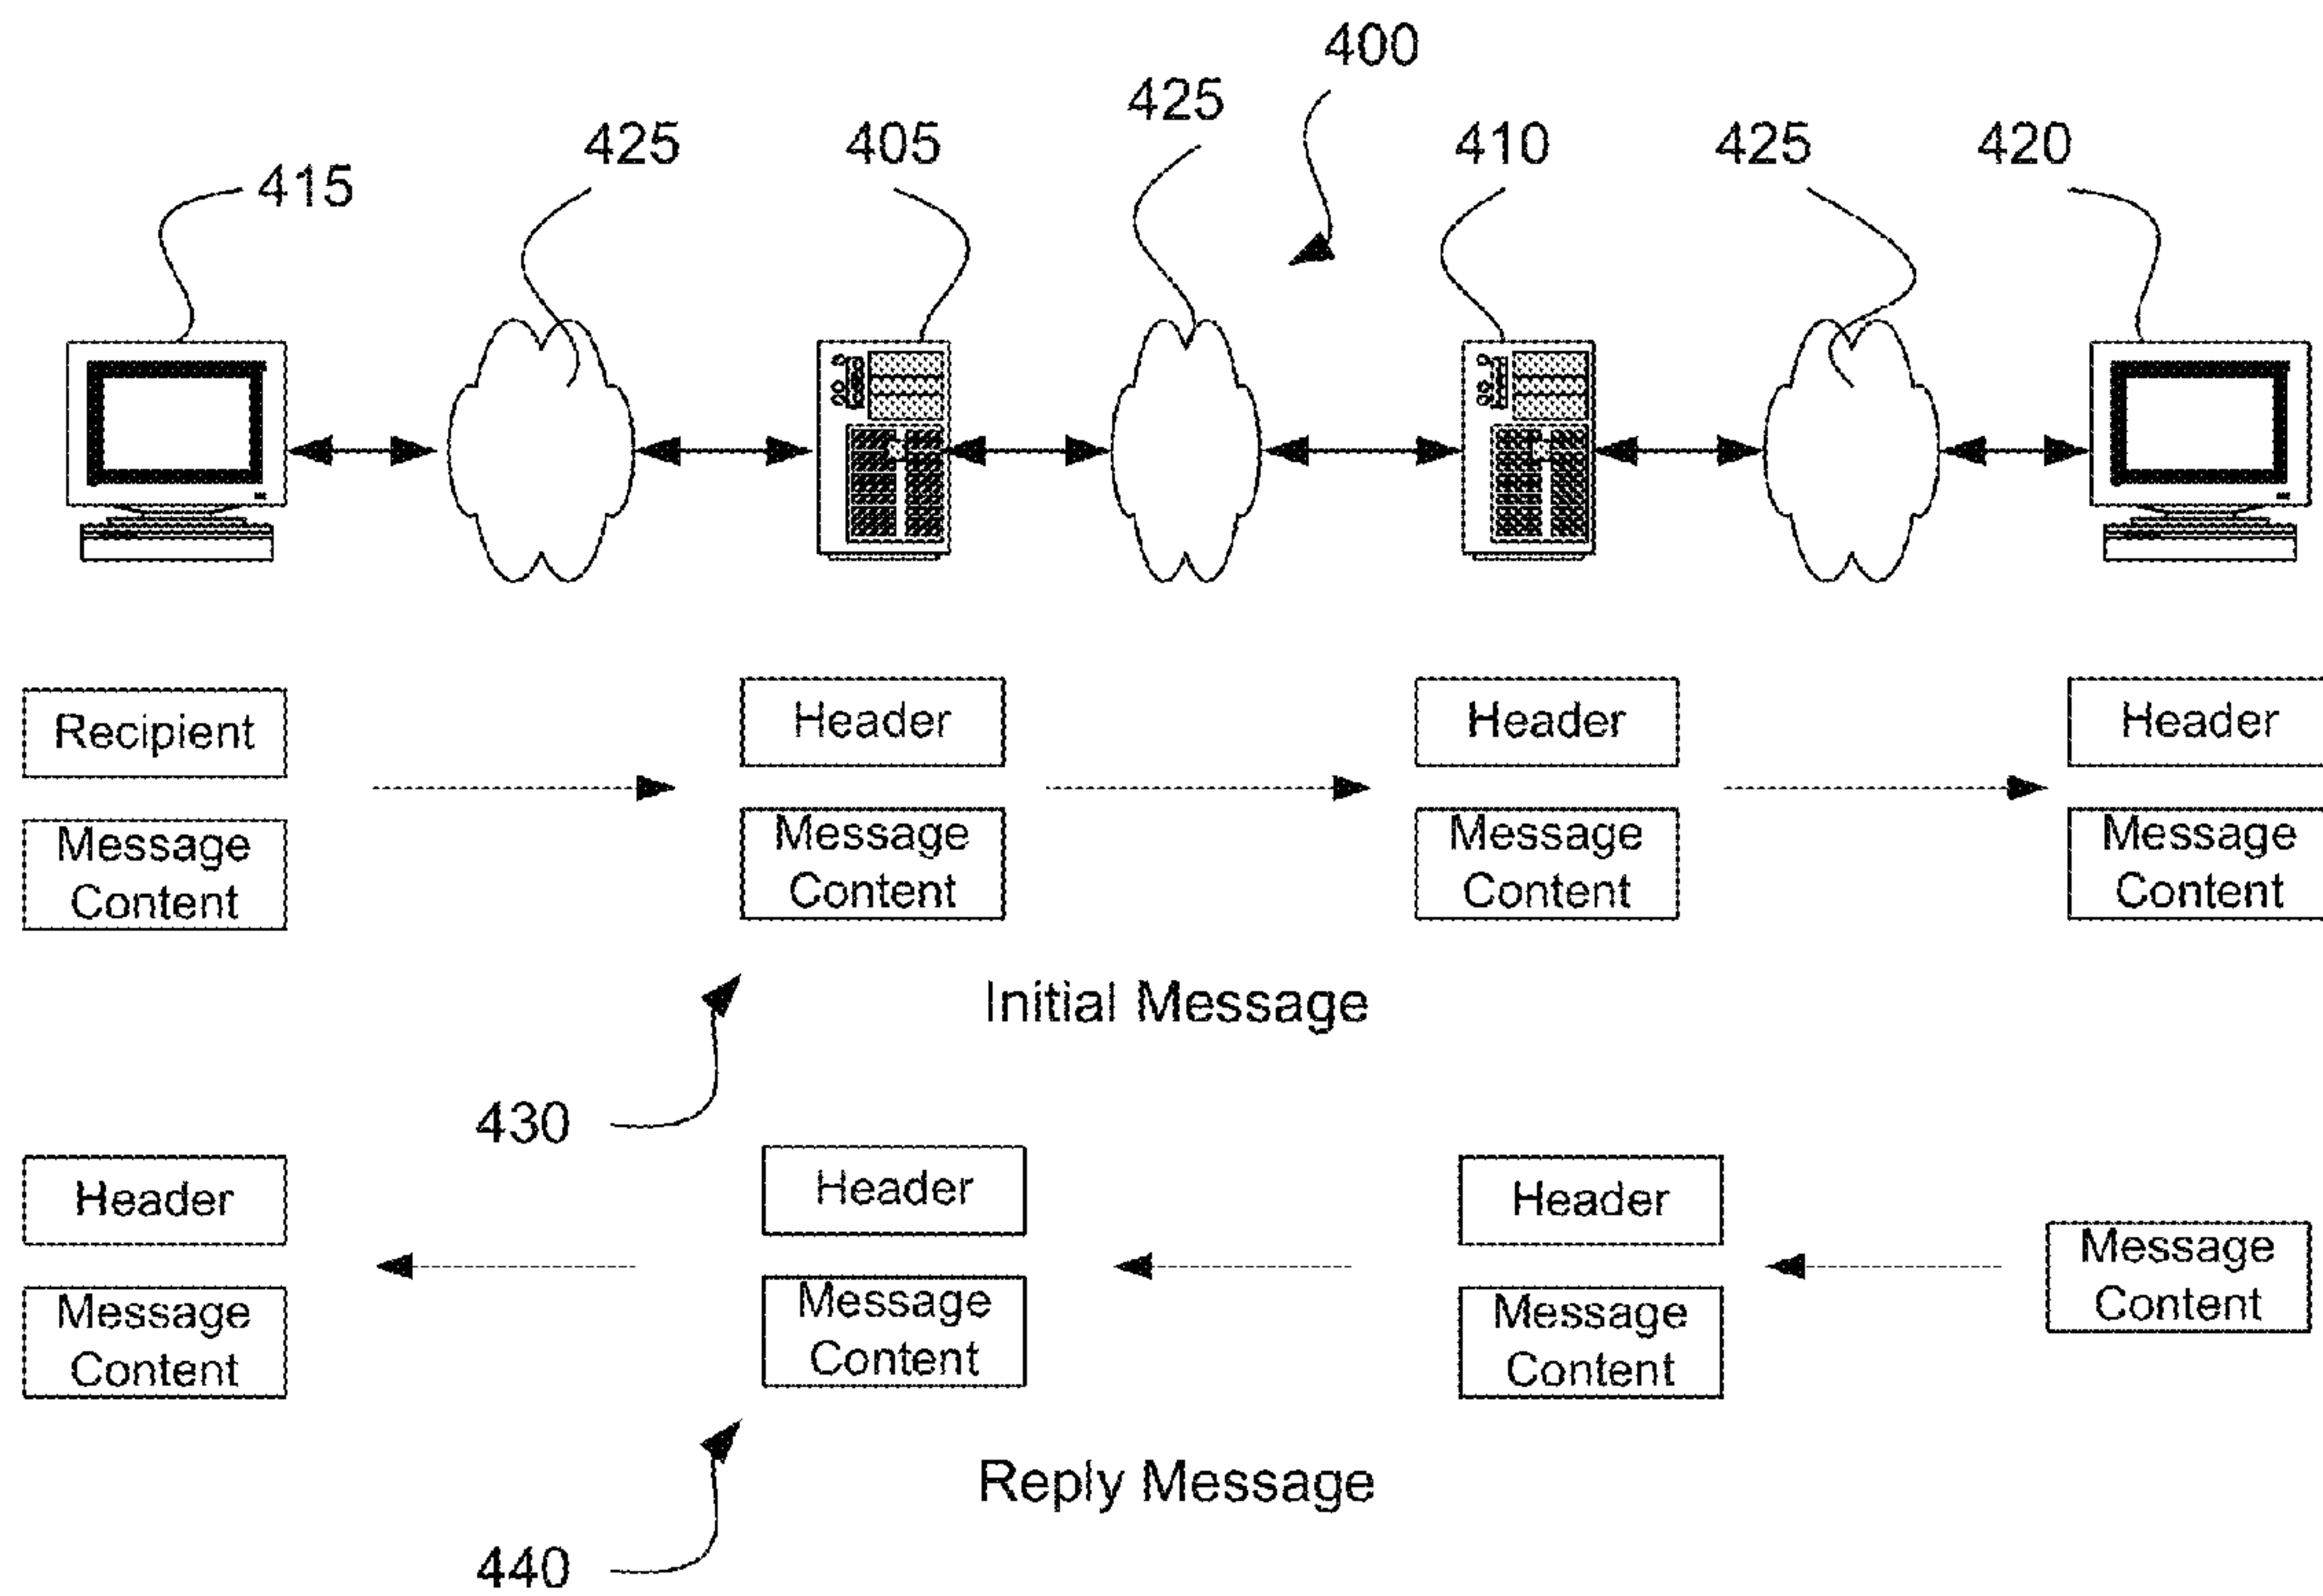 400
425
425
405
410
425
420
415
Recipient
Header
Header
Header
Message
Content
Message
Content
Message
Content
Message
Content
Initial Message
430
Header
Header
Header
Message
Content
Message
Content
Message
Content
Message
Content
Reply Message
440